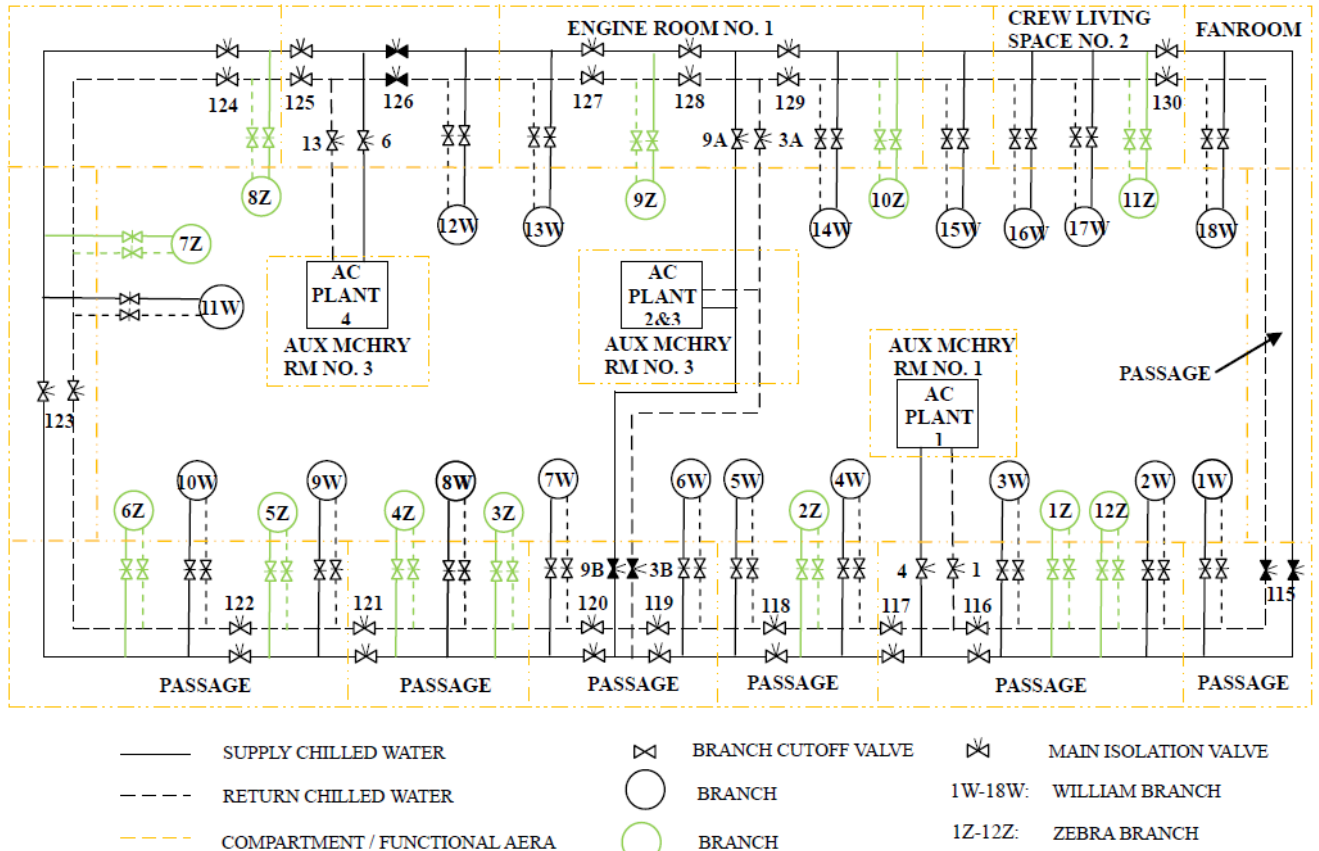 ENGINE ROOM NO. 1
CREW LIVING
SPACE NO. 2
FANROOM
124
125
126
127
128
129
130
13
6
9A
3A
8Z
12W
13W
9Z
14W
10Z
15W
16W
17W
11Z
18W
7Z
11W
AC
PLANT
4
AUX MCHRY
RM NO. 3
AC
PLANT
2&3
AUX MCHRY
RM NO. 3
AUX MCHRY
RM NO. 1
AC
PLANT
1
PASSAGE
123
6Z
10W
5Z
9W
4Z
8W
3Z
7W
6W
5W
2Z
4W
3W
1Z
12Z
2W
1W
9B
3B
4
1
115
122
121
120
119
118
117
116
PASSAGE
PASSAGE
PASSAGE
PASSAGE
PASSAGE
PASSAGE
SUPPLY CHILLED WATER
BRANCH CUTOFF VALVE
MAIN ISOLATION VALVE
RETURN CHILLED WATER
BRANCH
1W-18W: WILLIAM BRANCH
COMPARTMENT / FUNCTIONAL AERA
BRANCH
1Z-12Z: ZEBRA BRANCH